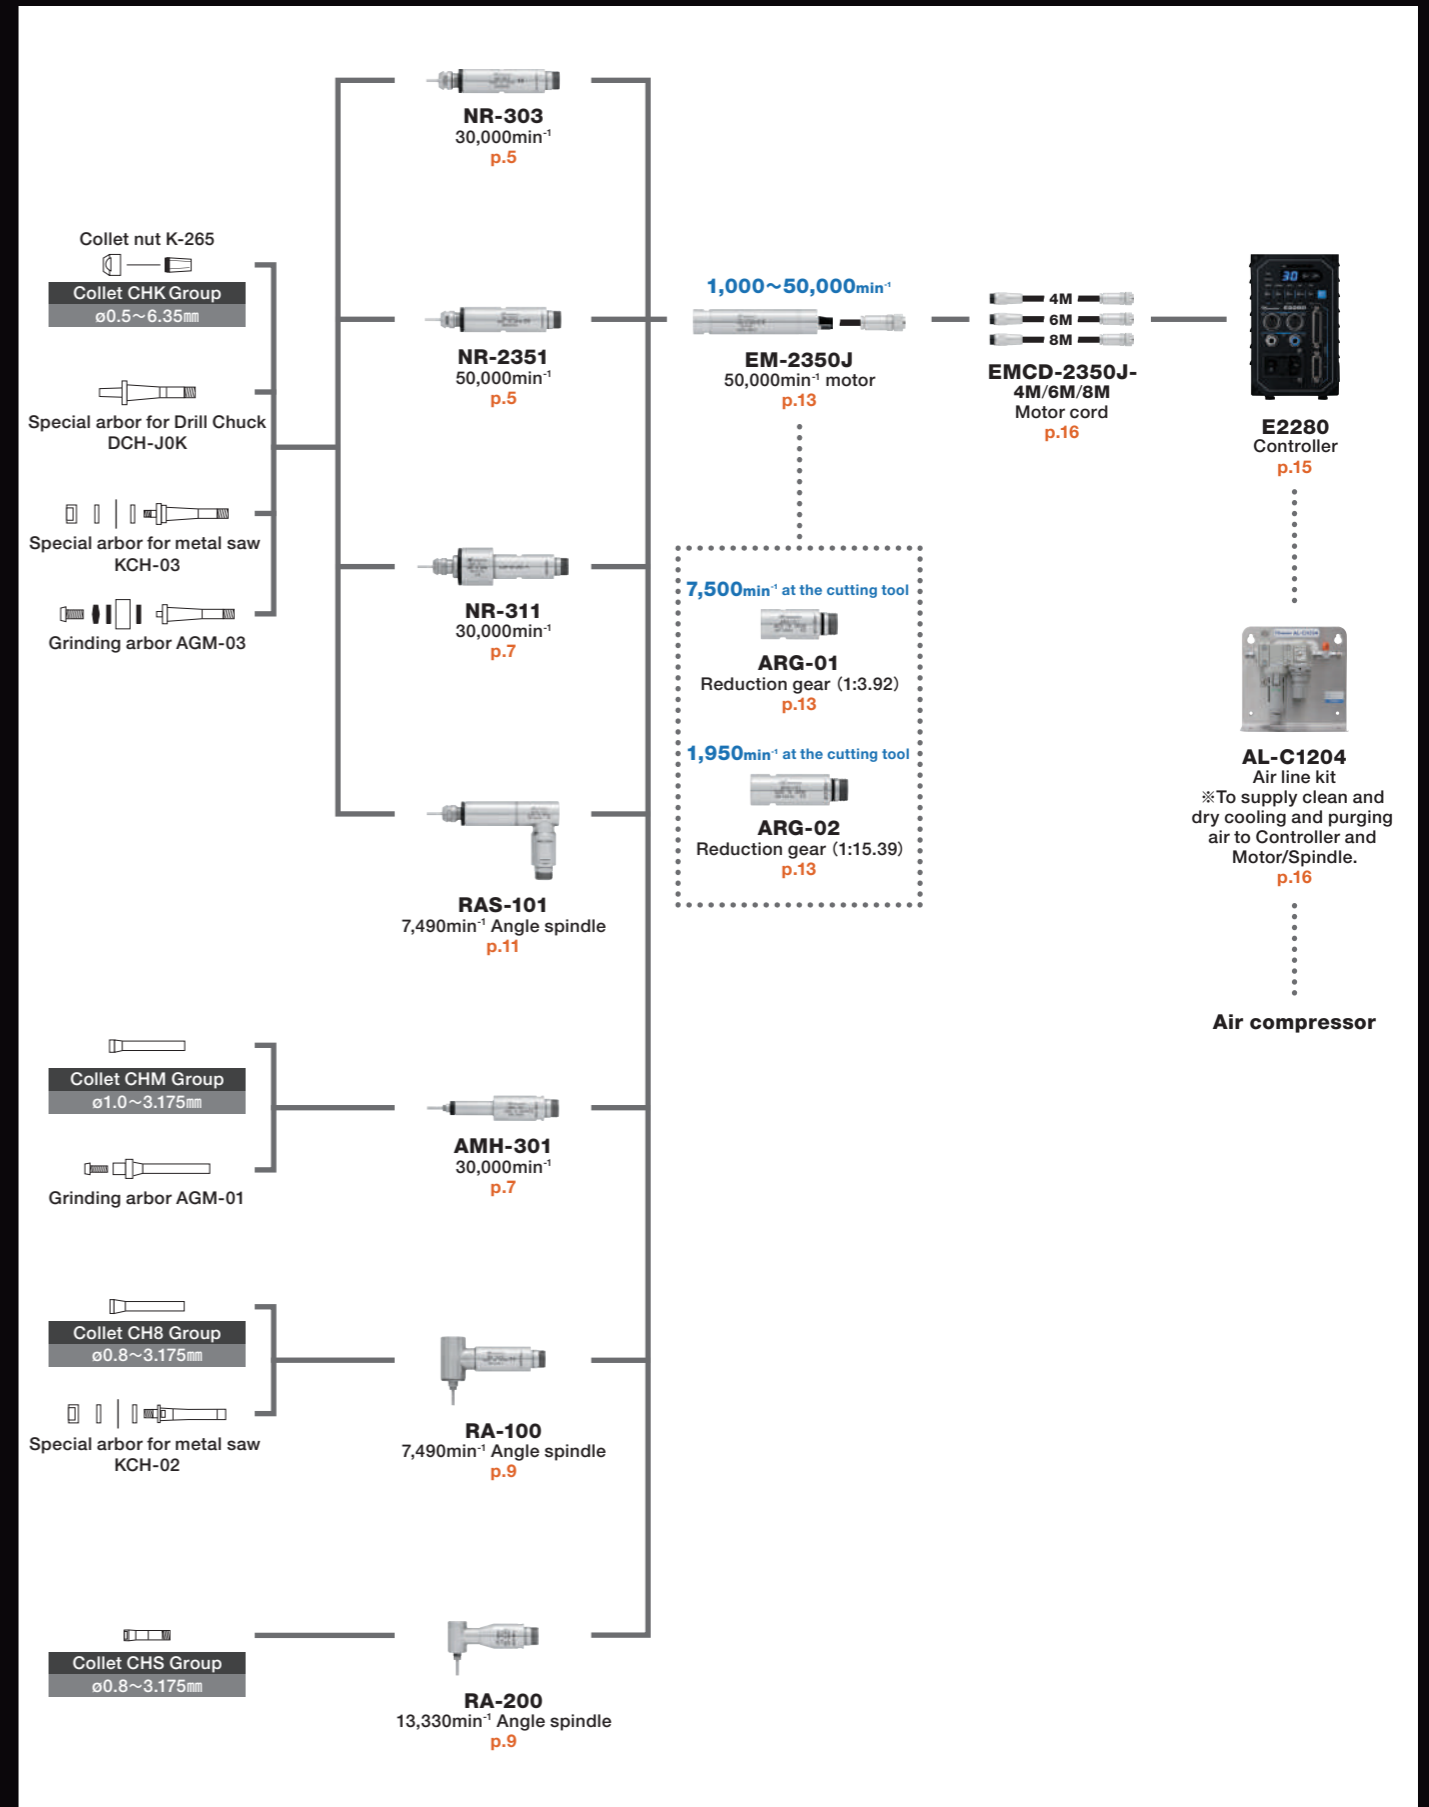 NR-303
30,000min⁻¹
p.5
Collet nut K-265
Collet CHK Group
ø0.5～6.35㎜
Special arbor for Drill Chuck
DCH-J0K
Special arbor for metal saw
KCH-03
Grinding arbor AGM-03
NR-2351
50,000min⁻¹
p.5
NR-311
30,000min⁻¹
p.7
RAS-101
7,490min⁻¹ Angle spindle
p.11
1,000～50,000min⁻¹
EM-2350J
50,000min⁻¹ motor
p.13
4M
6M
8M
EMCD-2350J-
4M/6M/8M
Motor cord
p.16
30
E2280
E2280
Controller
p.15
7,500min⁻¹ at the cutting tool
ARG-01
Reduction gear (1:3.92)
p.13
1,950min⁻¹ at the cutting tool
ARG-02
Reduction gear (1:15.39)
p.13
AL-C1204
AL-C1204
Air line kit
※To supply clean and
dry cooling and purging
air to Controller and
Motor/Spindle.
p.16
Air compressor
Collet CHM Group
ø1.0～3.175㎜
Grinding arbor AGM-01
AMH-301
30,000min⁻¹
p.7
Collet CH8 Group
ø0.8～3.175㎜
Special arbor for metal saw
KCH-02
RA-100
7,490min⁻¹ Angle spindle
p.9
Collet CHS Group
ø0.8～3.175㎜
RA-200
13,330min⁻¹ Angle spindle
p.9